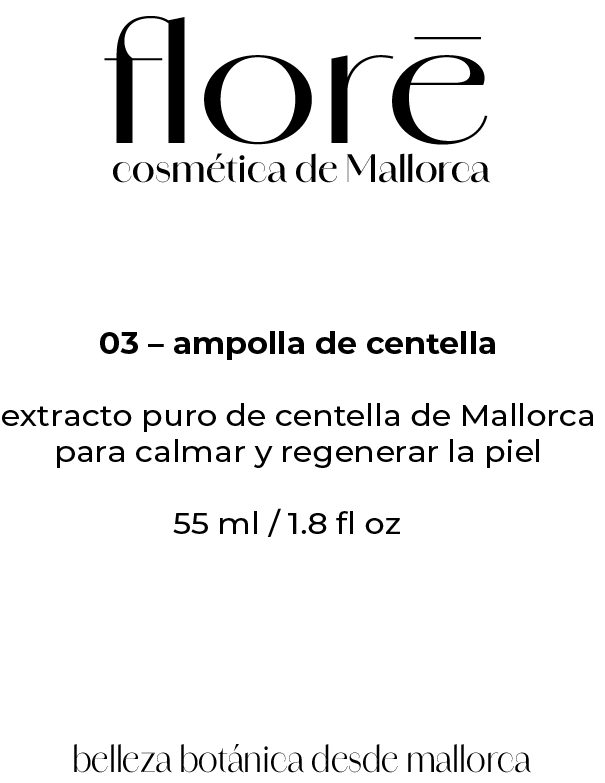 florē
cosmética de Mallorca
03 – ampolla de centella
extracto puro de centella de Mallorca
para calmar y regenerar la piel
55 ml / 1.8 fl oz
belleza botánica desde mallorca